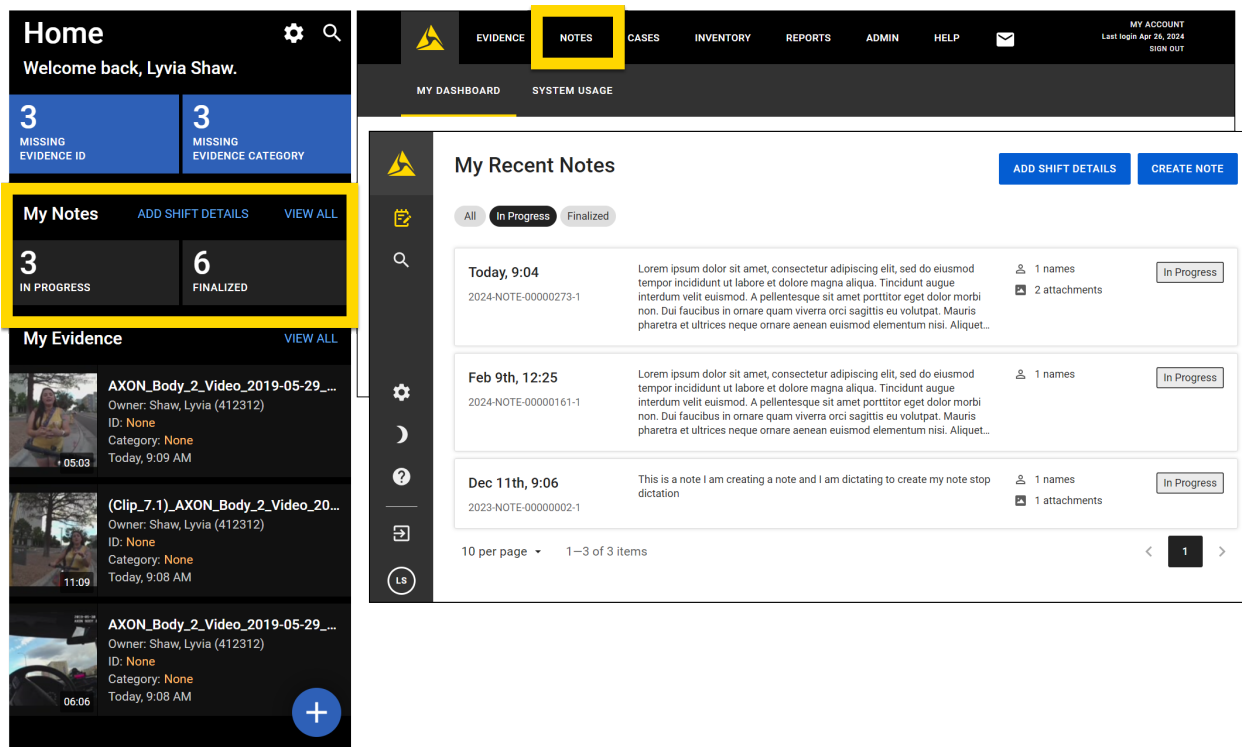 Home
Welcome back, Lyvia Shaw.
3
MISSING
EVIDENCE ID
3
MISSING
EVIDENCE CATEGORY
My Notes ADD SHIFT DETAILS VIEW ALL
3
IN PROGRESS
6
FINALIZED
My Evidence VIEW ALL
AXON_Body_2_Video_2019-05-29_...
Owner: Shaw, Lyvia (412312)
ID: None
Category: None
Today, 9:09 AM
05:03
(Clip_7.1)_AXON_Body_2_Video_20...
Owner: Shaw, Lyvia (412312)
ID: None
Category: None
Today, 9:08 AM
11:09
AXON_Body_2_Video_2019-05-29_...
Owner: Shaw, Lyvia (412312)
ID: None
Category: None
Today, 9:08 AM
06:06
EVIDENCE NOTES CASES INVENTORY REPORTS ADMIN HELP
MY ACCOUNT
Last login Apr 26, 2024
SIGN OUT
MY DASHBOARD SYSTEM USAGE
My Recent Notes
ADD SHIFT DETAILS CREATE NOTE
All In Progress Finalized
Today, 9:04
2024-NOTE-00000273-1
Lorem ipsum dolor sit amet, consectetur adipiscing elit, sed do eiusmod
tempor incididunt ut labore et dolore magna aliqua. Tincidunt augue
interdum velit euismod. A pellentesque sit amet porttitor eget dolor morbi
non. Dui faucibus in ornare quam viverra orci sagittis eu volutpat. Mauris
pharetra et ultrices neque ornare aenean euismod elementum nisi. Aliquet...
1 names
2 attachments
In Progress
Feb 9th, 12:25
2024-NOTE-00000161-1
Lorem ipsum dolor sit amet, consectetur adipiscing elit, sed do eiusmod
tempor incididunt ut labore et dolore magna aliqua. Tincidunt augue
interdum velit euismod. A pellentesque sit amet porttitor eget dolor morbi
non. Dui faucibus in ornare quam viverra orci sagittis eu volutpat. Mauris
pharetra et ultrices neque ornare aenean euismod elementum nisi. Aliquet...
1 names
In Progress
Dec 11th, 9:06
2023-NOTE-00000002-1
This is a note I am creating a note and I am dictating to create my note stop
dictation
1 names
1 attachments
In Progress
10 per page 1–3 of 3 items
1
LS